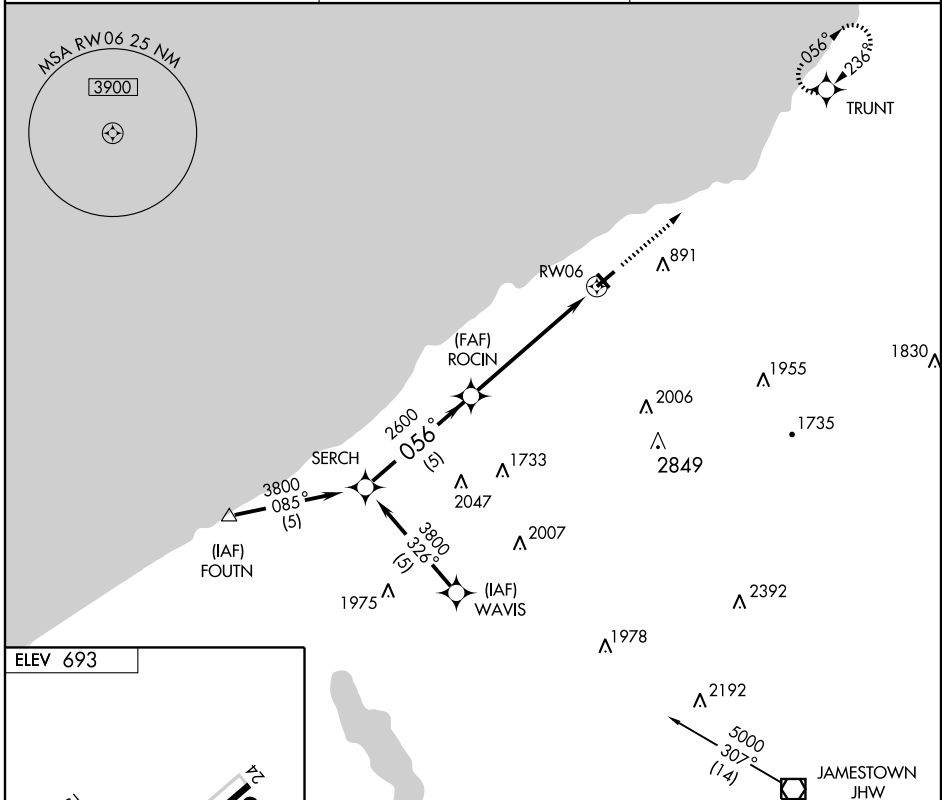 MSA RW06 25 NM
3900
056°
236°
TRUNT
RW06
891
(FAF)
ROCIN
1830
1955
2006
1735
2849
2600
056°
(5)
SERCH
1733
2047
3800
085°
(5)
(IAF)
FOUTN
3800
326°
(5)
2007
(IAF)
WAVIS
1975
2392
1978
ELEV 693
2192
5000
307°
(14)
JAMESTOWN
JHW
24